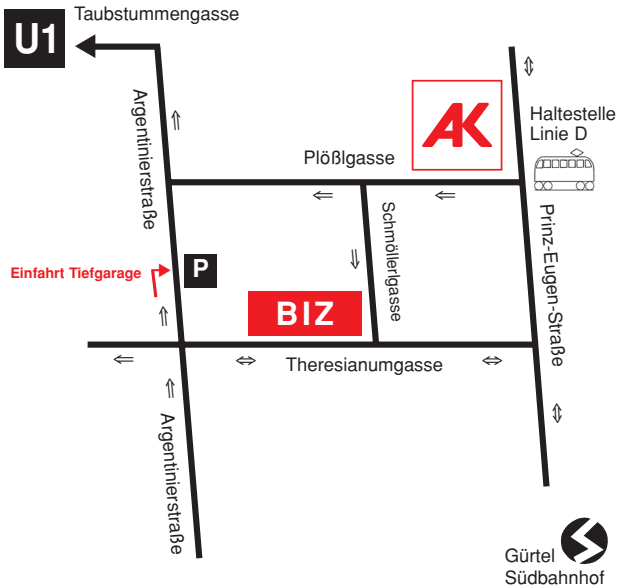 Taubstummengasse
U1
Argentinierstraße
AK
Haltestelle
Linie D
Plößlgasse
Schmöllerlgasse
Prinz-Eugen-Straße
P
Einfahrt Tiefgarage
BIZ
Theresianumgasse
Argentinierstraße
Gürtel
Südbahnhof